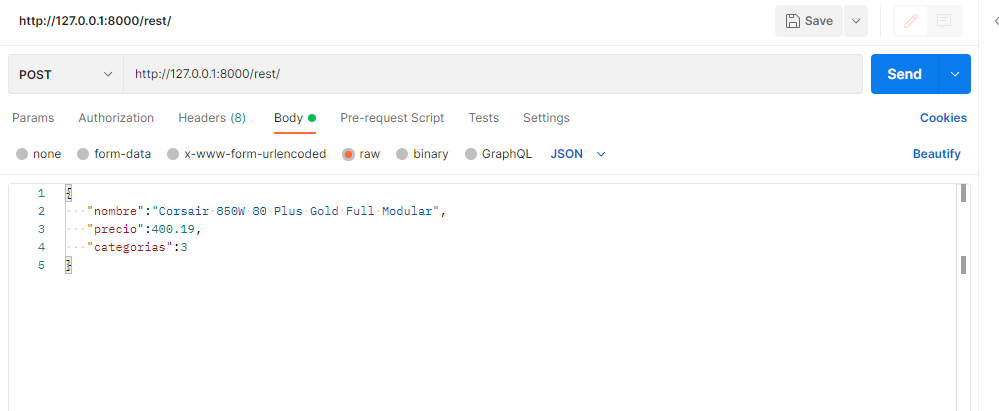 http://127.0.0.1:8000/rest/
Save
POST
http://127.0.0.1:8000/rest/
Send
Params Authorization Headers (8) Body Pre-request Script Tests Settings Cookies
none form-data x-www-form-urlencoded raw binary GraphQL JSON Beautify
1 {
2 "nombre":"Corsair 850W 80 Plus Gold Full Modular",
3 "precio":400.19,
4 "categorias":3
5 }